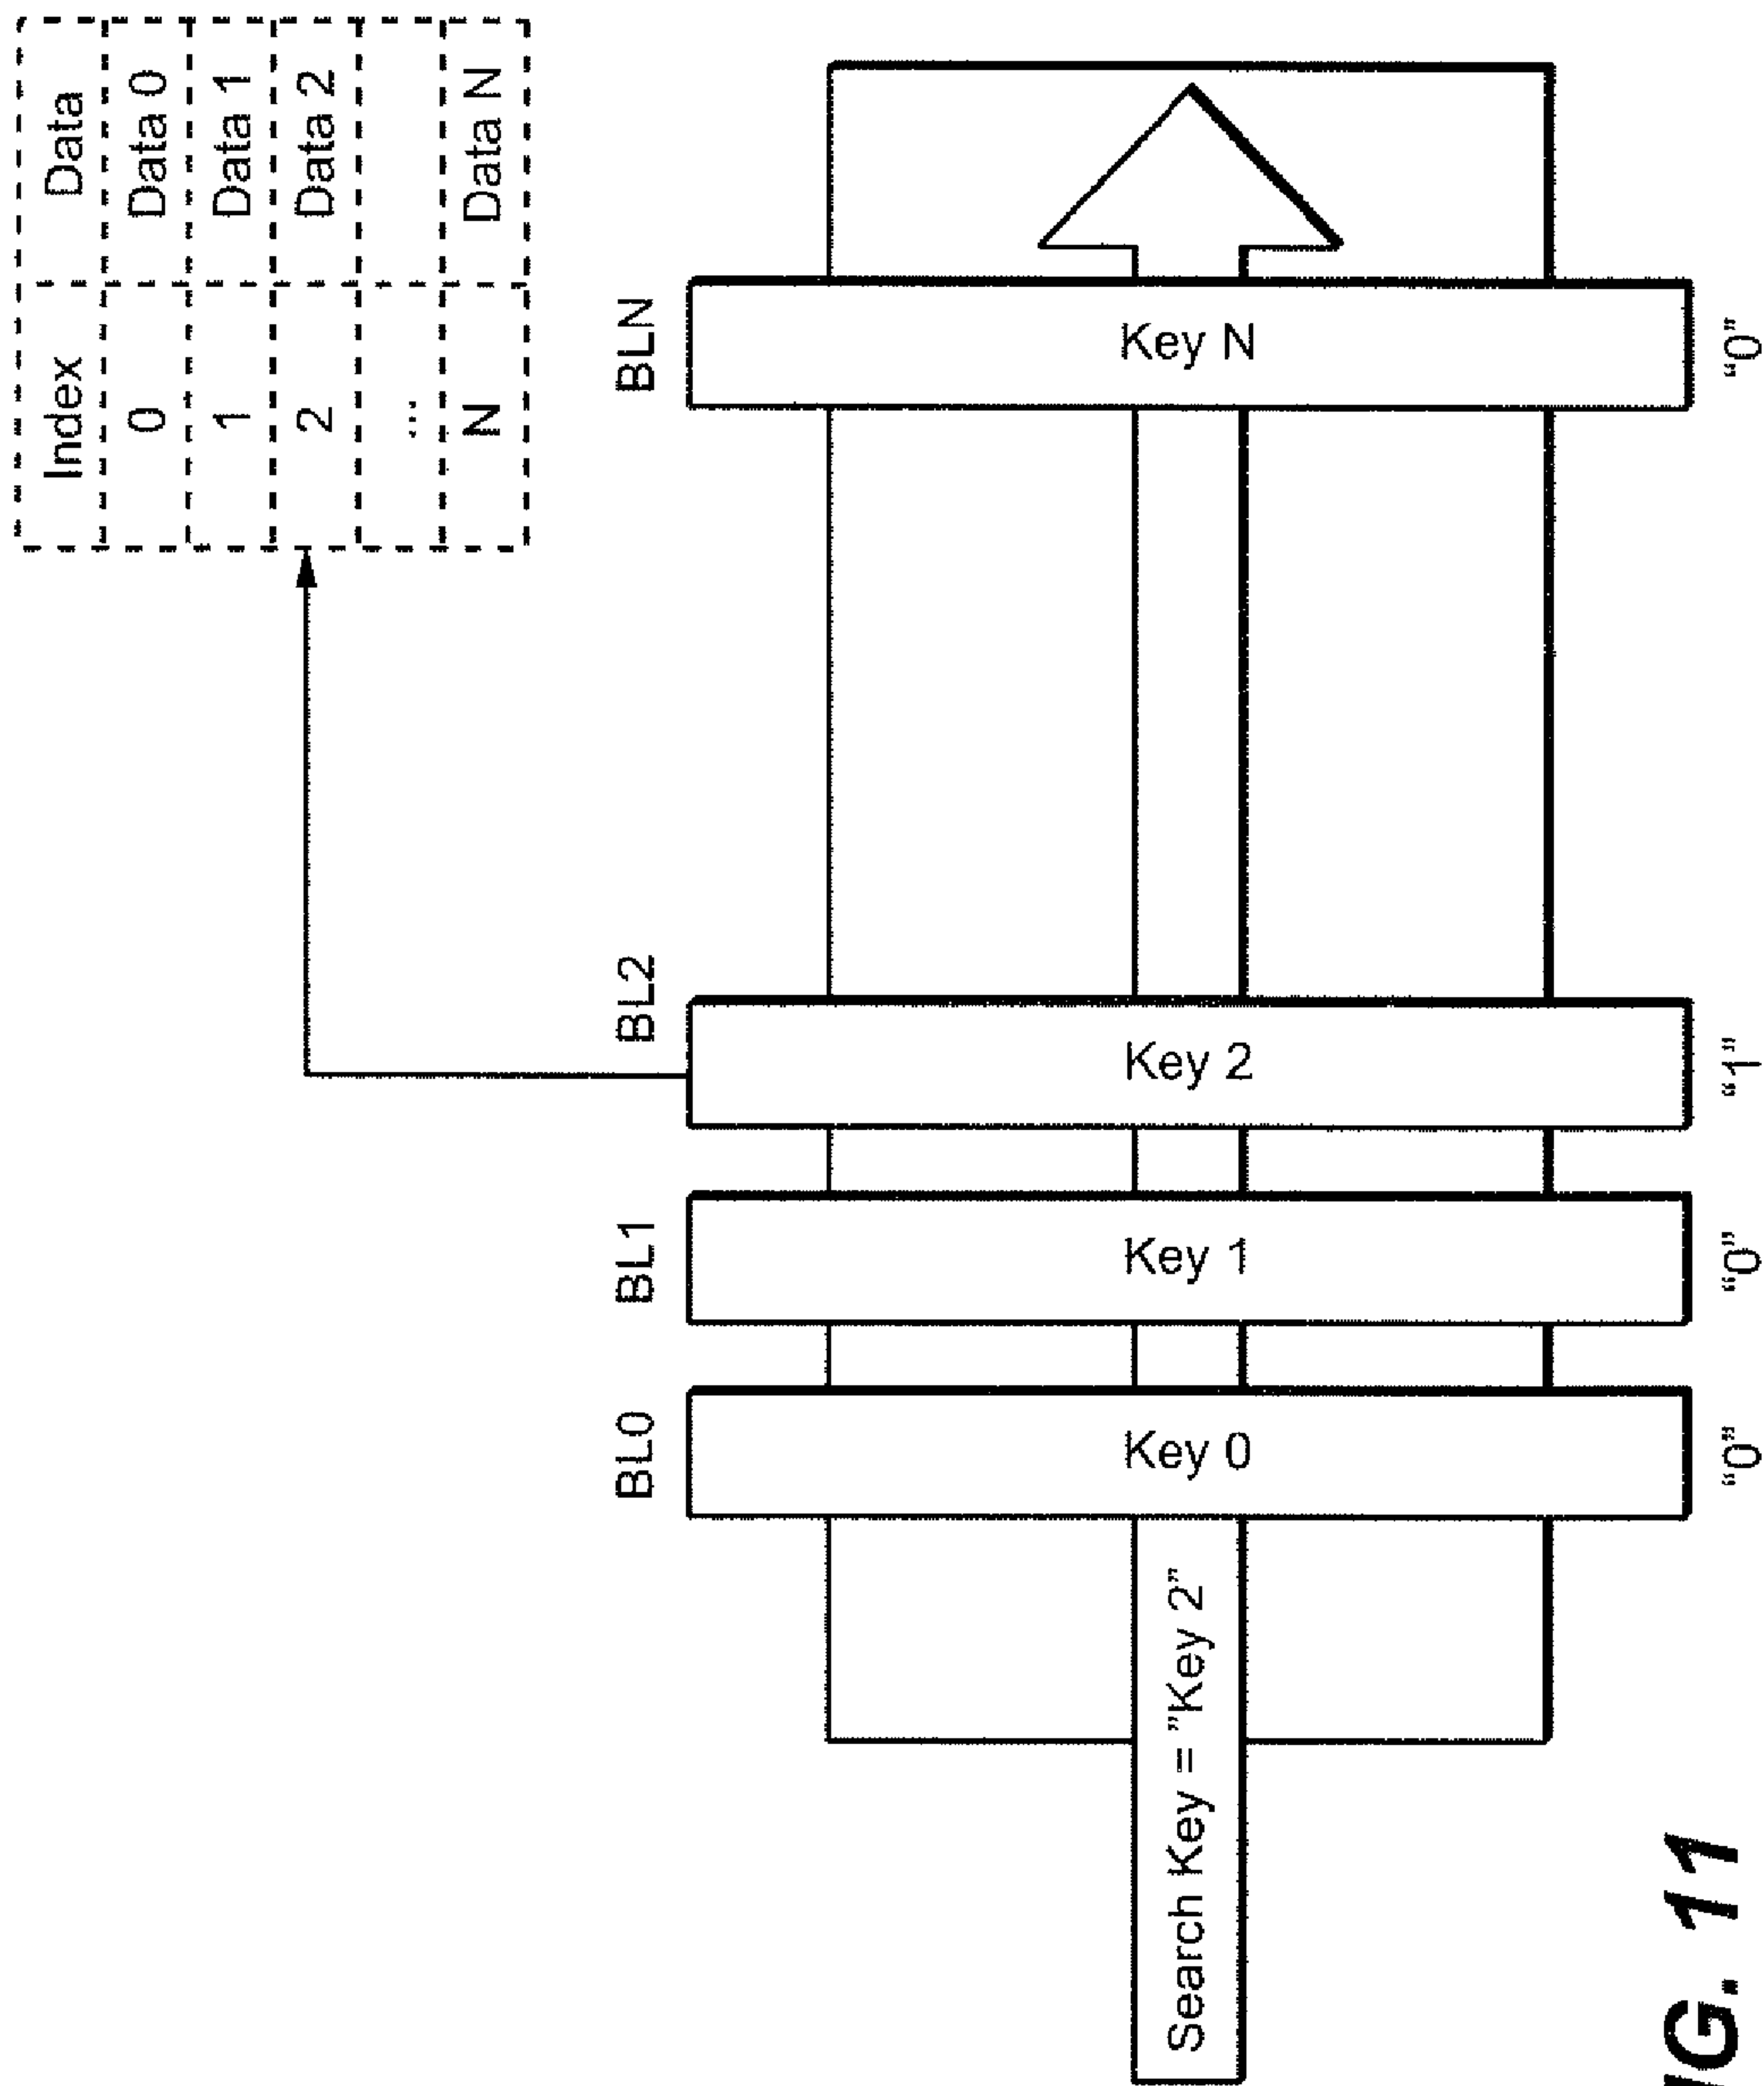 Index Data
0 Data 0
1 Data 1
2 Data 2
...
N Data N
BL0
BL1
BL2
BLN
Search Key = "Key 2"
Key 0
Key 1
Key 2
Key N
“0”
“0”
“1”
“0”
IG. 11